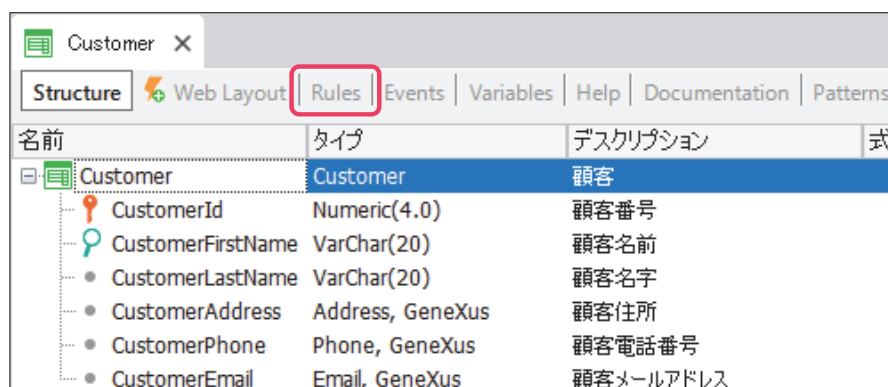 Customer
Structure Web Layout Rules Events Variables Help Documentation Patterns
名前 タイプ デスクリプション 式
Customer Customer 顧客
CustomerId Numeric(4.0) 顧客番号
CustomerFirstName VarChar(20) 顧客名前
CustomerLastName VarChar(20) 顧客名字
CustomerAddress Address, GeneXus 顧客住所
CustomerPhone Phone, GeneXus 顧客電話番号
CustomerEmail Email, GeneXus 顧客メールアドレス